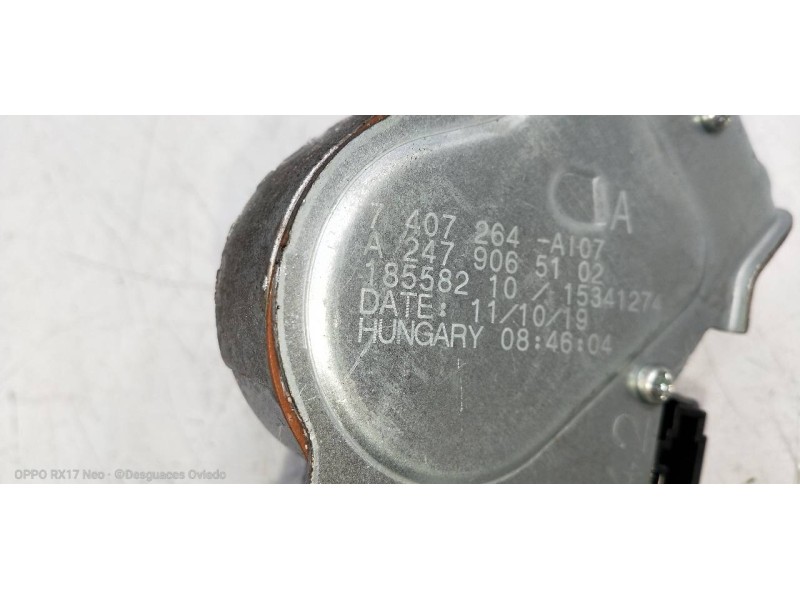 A
7 407 264 -AI07
A 247 906 51 02
185582 10 / 15341274
DATE: 11/10/19
HUNGARY 08:46:04
OPPO RX17 Neo · ©Desguaces Oviedo